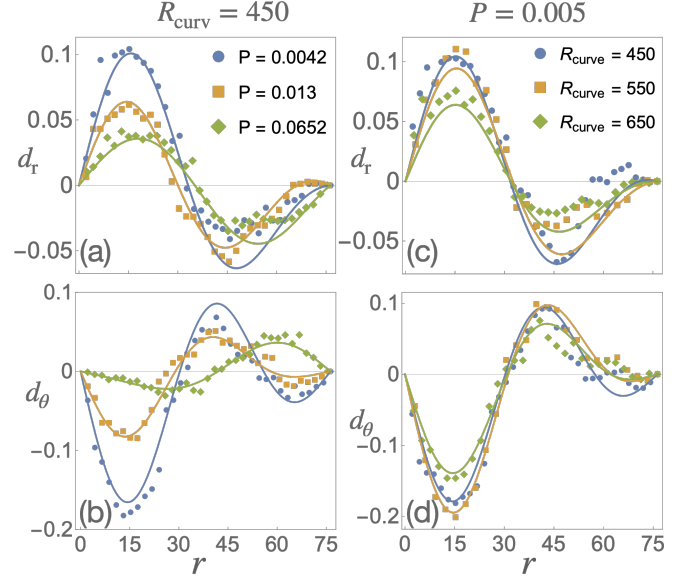 R_curv = 450
P = 0.005
0.1
0.05
0
−0.05
d_r
P = 0.0042
P = 0.013
P = 0.0652
(a)
0.1
0.05
0
−0.05
d_r
R_curve = 450
R_curve = 550
R_curve = 650
(c)
0.1
0
−0.1
−0.2
d_θ
(b)
0 15 30 45 60 75
r
0.1
0
−0.1
−0.2
d_θ
(d)
0 15 30 45 60 75
r